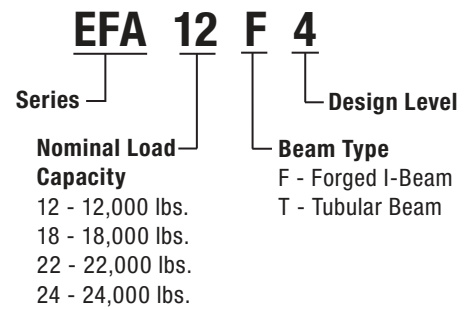 EFA 12 F 4
Series
Design Level
Nominal Load
Capacity
12 - 12,000 lbs.
18 - 18,000 lbs.
22 - 22,000 lbs.
24 - 24,000 lbs.
Beam Type
F - Forged I-Beam
T - Tubular Beam